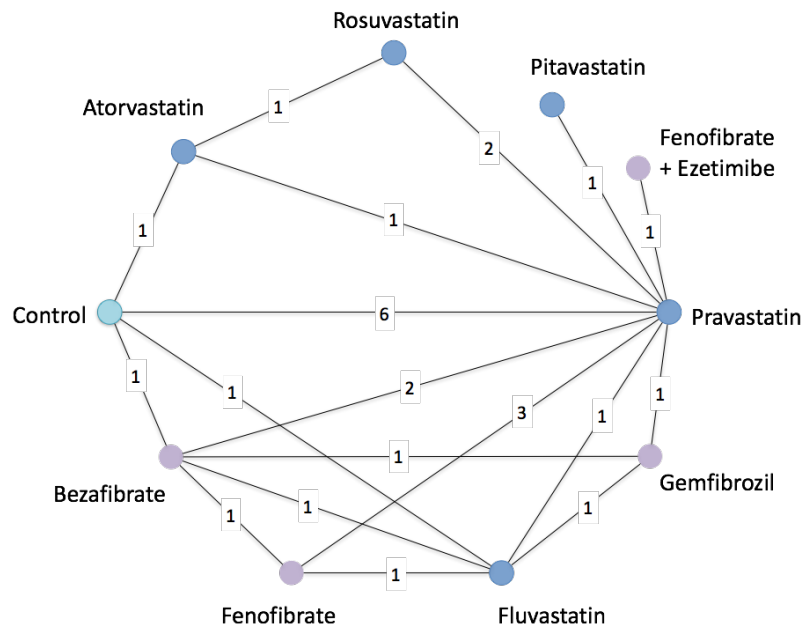 Rosuvastatin
Pitavastatin
Atorvastatin
1
Fenofibrate
+ Ezetimibe
2
1
1
1
1
Control
6
Pravastatin
1
1
2
1
3
1
1
Gemfibrozil
Bezafibrate
1
1
1
1
Fenofibrate
Fluvastatin